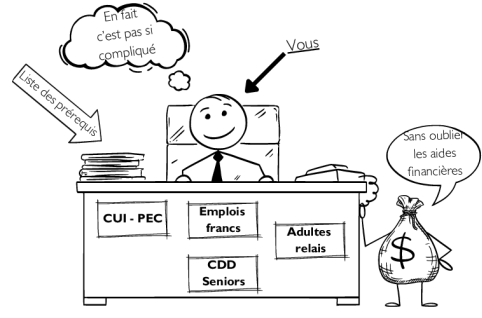 En fait
c'est pas si
compliqué
Vous
Liste des prérequis
Sans oublier
les aides
financières
CUI - PEC
Emplois
francs
Adultes
relais
CDD
Seniors
$